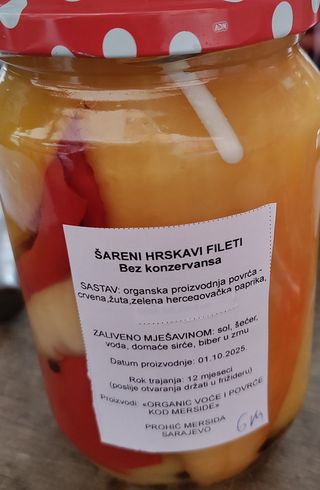 ADN
ŠARENI HRSKAVI FILETI
Bez konzervansa
SASTAV: organska proizvodnja povrća -
crvena,žuta,zelena hercegovačka paprika,
ZALIVENO MJEŠAVINOM: sol, šećer,
voda, domaće sirće, biber u zrnu
Datum proizvodnje: 01.10.2025.
Rok trajanja: 12 mjeseci
(poslije otvaranja držati u frižideru)
Proizvodi: «ORGANIC VOĆE I POVRĆE
KOD MERSIDE»
PROHIĆ MERSIDA
SARAJEVO